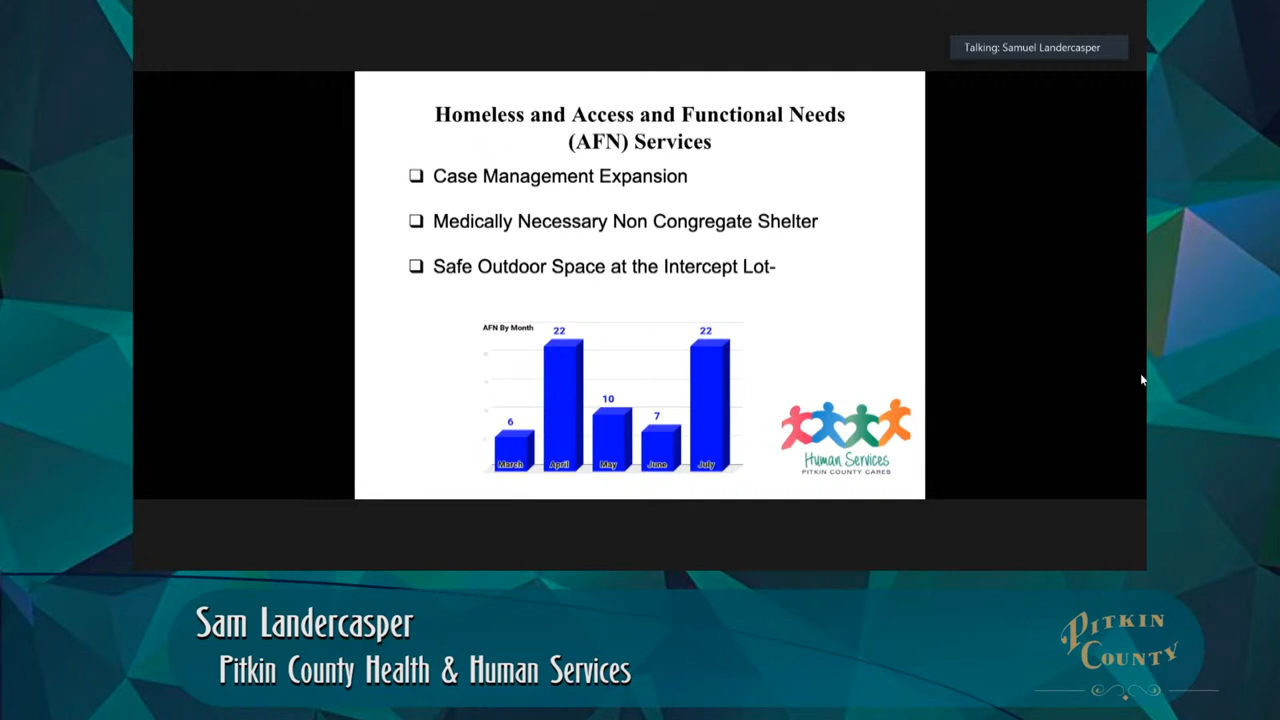 Talking: Samuel Landercasper
Homeless and Access and Functional Needs
(AFN) Services
❑ Case Management Expansion
❑ Medically Necessary Non Congregate Shelter
❑ Safe Outdoor Space at the Intercept Lot-
AFN By Month
6
22
10
7
22
March
April
May
June
July
Human Services
PITKIN COUNTY CARES
Sam Landercasper
Pitkin County Health & Human Services
PITKIN
COUNTY